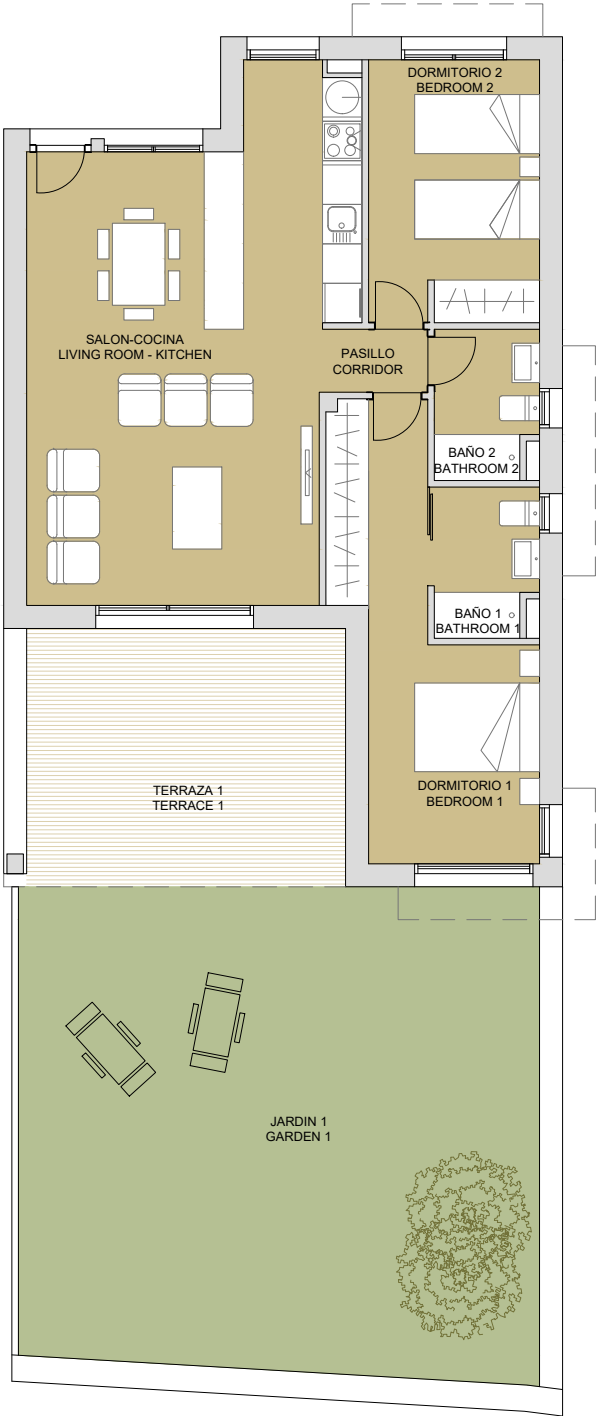 DORMITORIO 2
BEDROOM 2
SALON-COCINA
LIVING ROOM - KITCHEN
PASILLO
CORRIDOR
BAÑO 2
BATHROOM 2
BAÑO 1
BATHROOM 1
DORMITORIO 1
BEDROOM 1
TERRAZA 1
TERRACE 1
JARDIN 1
GARDEN 1